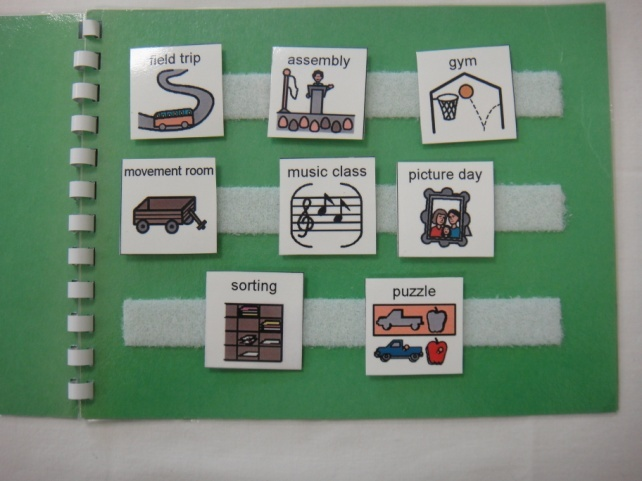 field trip
assembly
gym
movement room
music class
picture day
sorting
puzzle